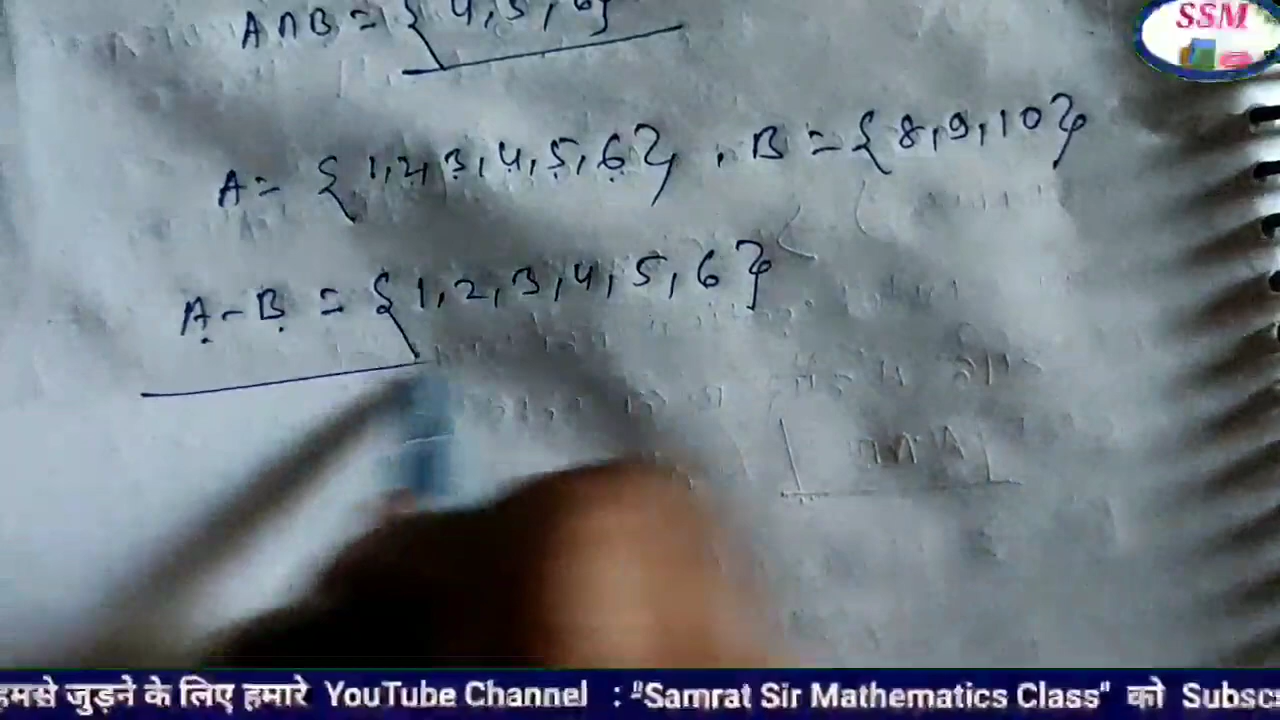 A∩B = {4,5,6}
SSM
A = {1,2,3,4,5,6}, B = {8,9,10}
A-B = {1,2,3,4,5,6}
हमसे जुड़ने के लिए हमारे YouTube Channel : "Samrat Sir Mathematics Class" को Subsc